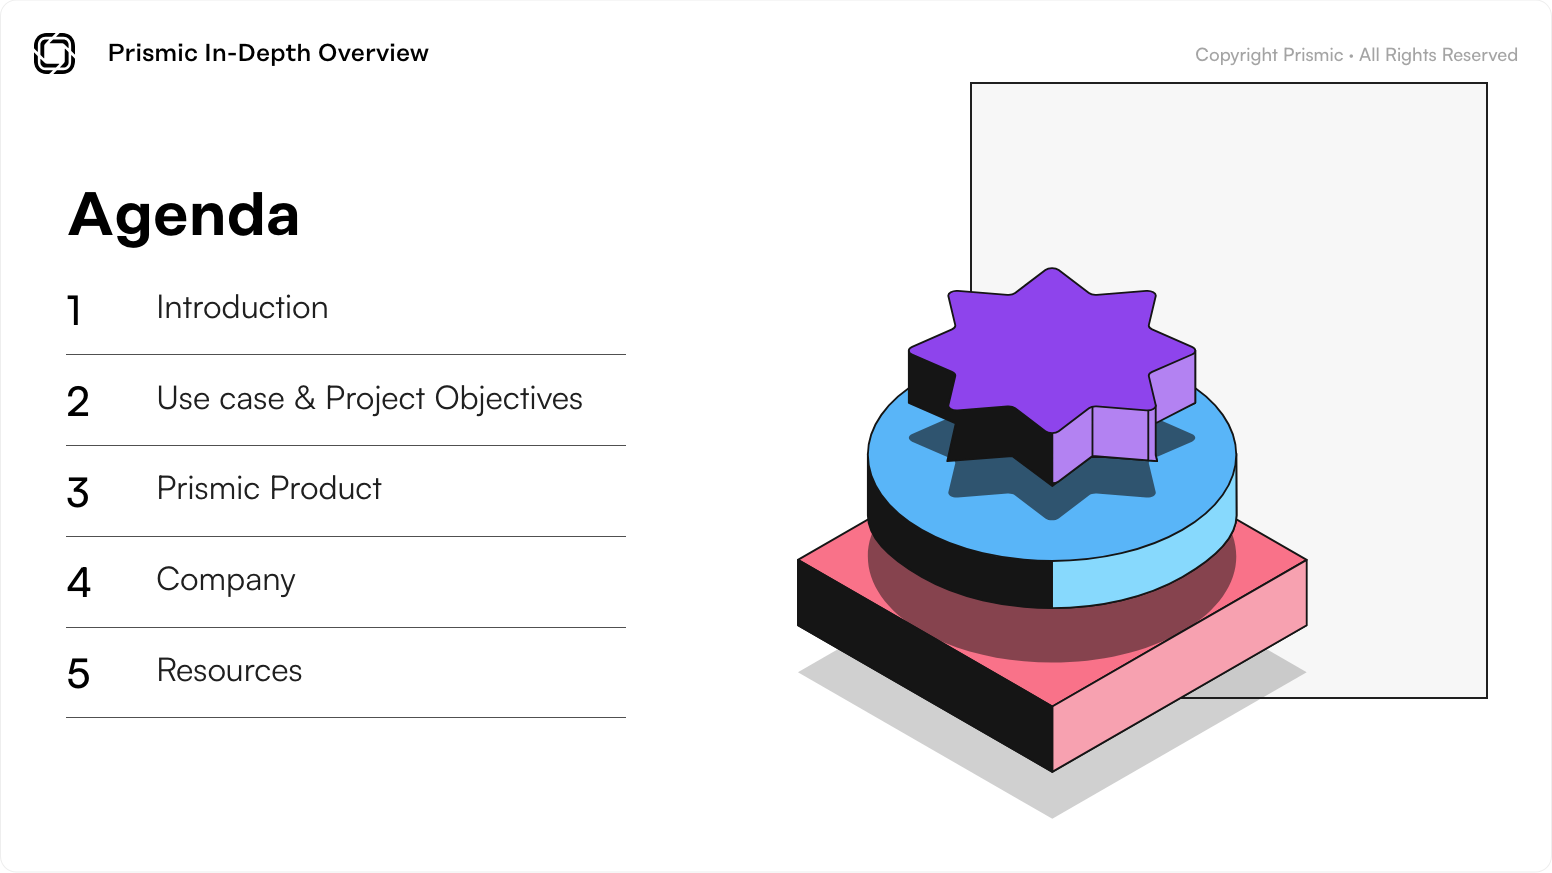 Prismic In-Depth Overview
Copyright Prismic · All Rights Reserved
Agenda
1 Introduction
2 Use case & Project Objectives
3 Prismic Product
4 Company
5 Resources